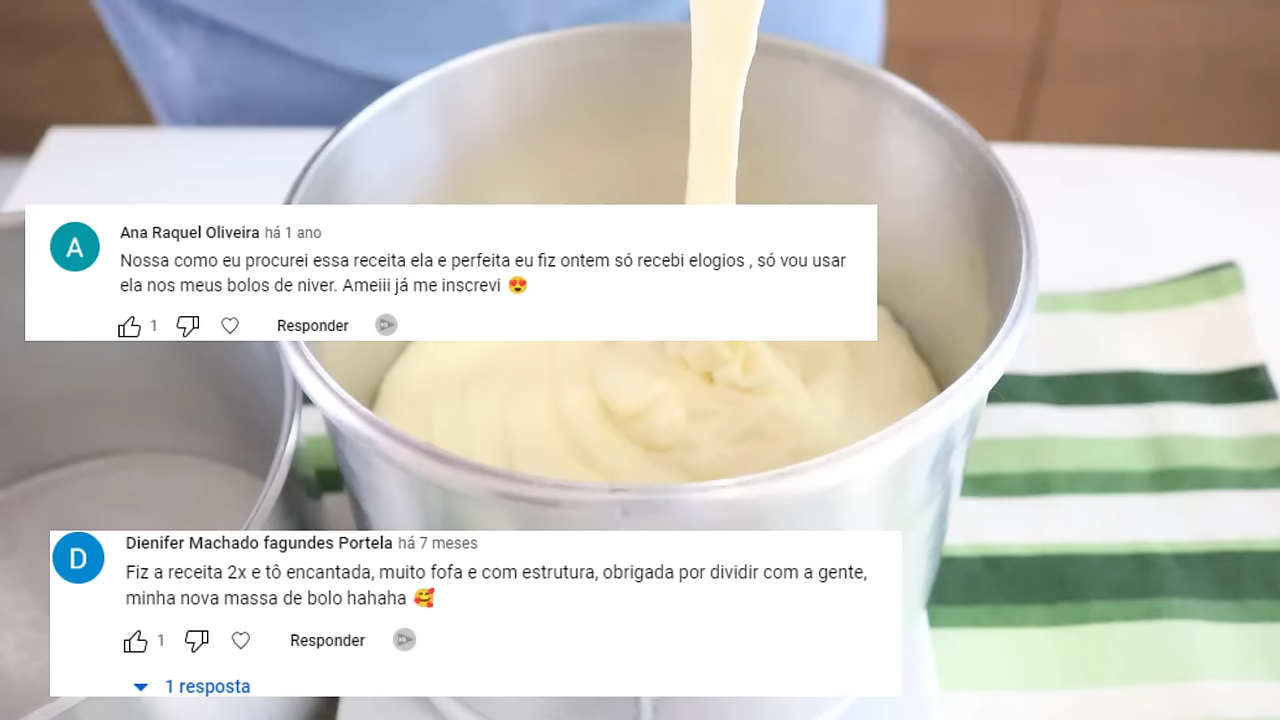 A
Ana Raquel Oliveira há 1 ano
Nossa como eu procurei essa receita ela e perfeita eu fiz ontem só recebi elogios , só vou usar
ela nos meus bolos de niver. Ameiii já me inscrevi 😍
1 Responder
D
Dienifer Machado fagundes Portela há 7 meses
Fiz a receita 2x e tô encantada, muito fofa e com estrutura, obrigada por dividir com a gente,
minha nova massa de bolo hahaha 🥰
1 Responder
1 resposta